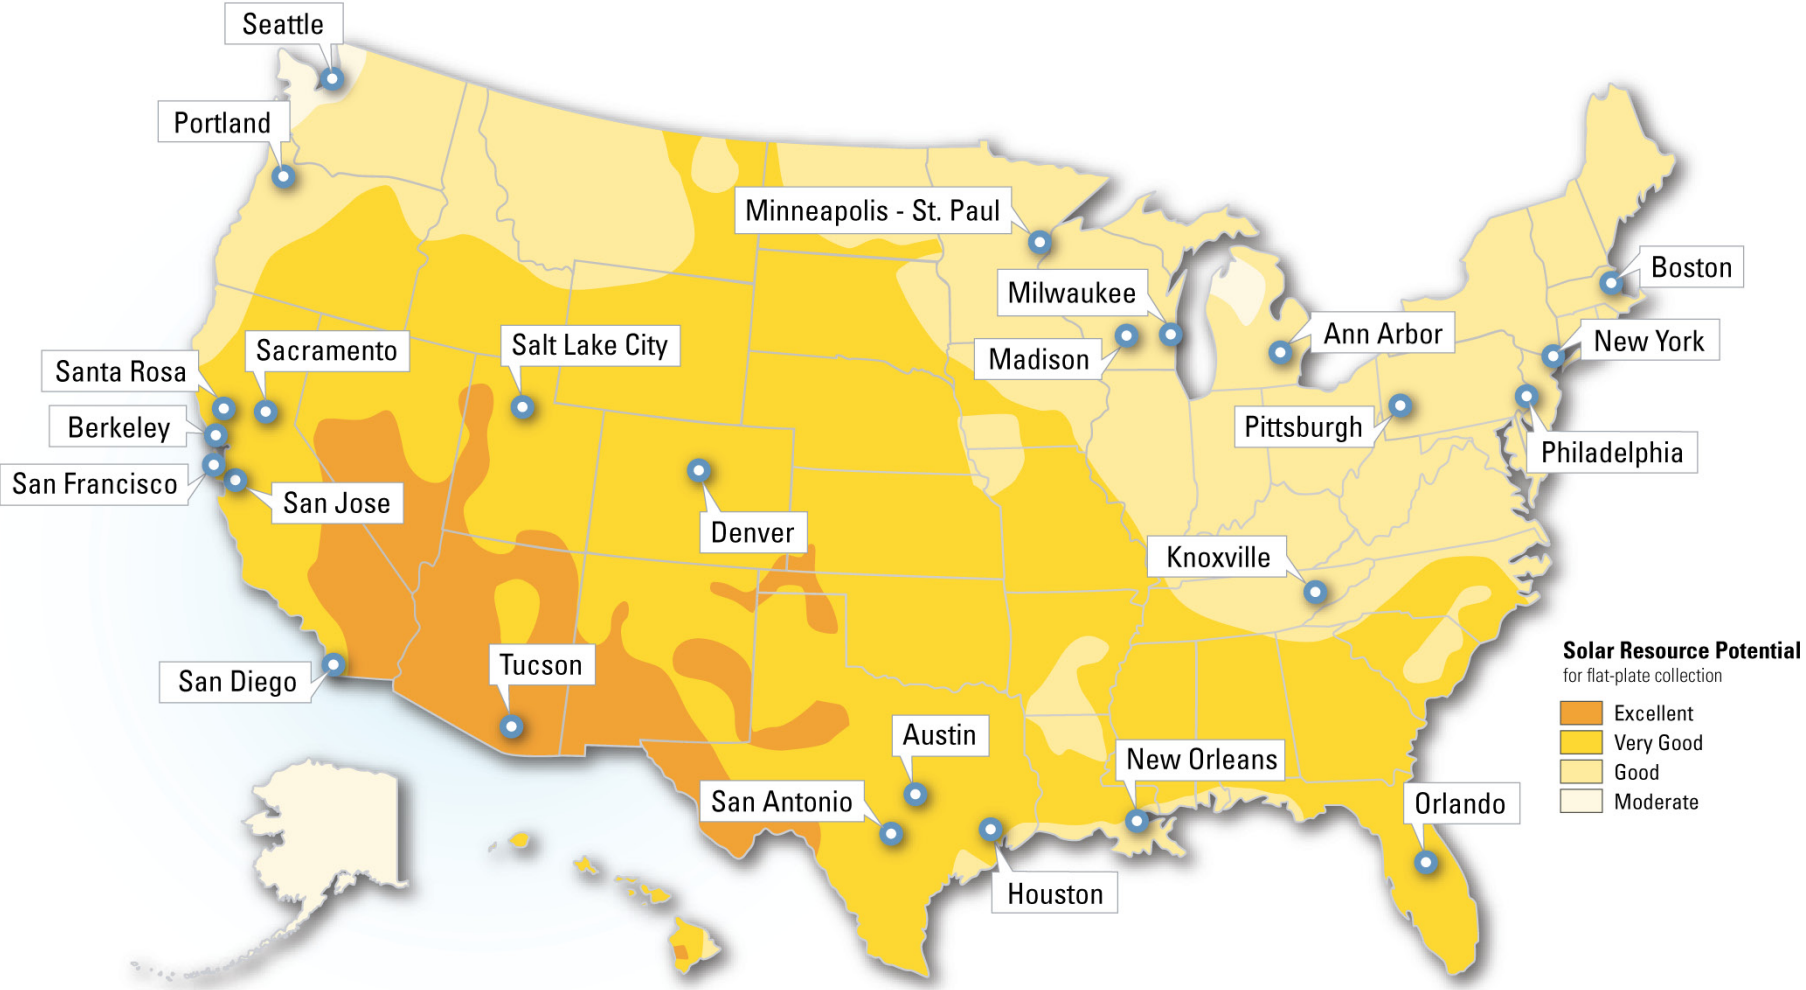 Seattle
Portland
Minneapolis - St. Paul
Boston
Milwaukee
Ann Arbor
New York
Sacramento
Salt Lake City
Madison
Santa Rosa
Berkeley
Pittsburgh
Philadelphia
San Francisco
San Jose
Denver
Knoxville
Tucson
San Diego
Austin
New Orleans
San Antonio
Orlando
Houston
Solar Resource Potential
for flat-plate collection
Excellent
Very Good
Good
Moderate